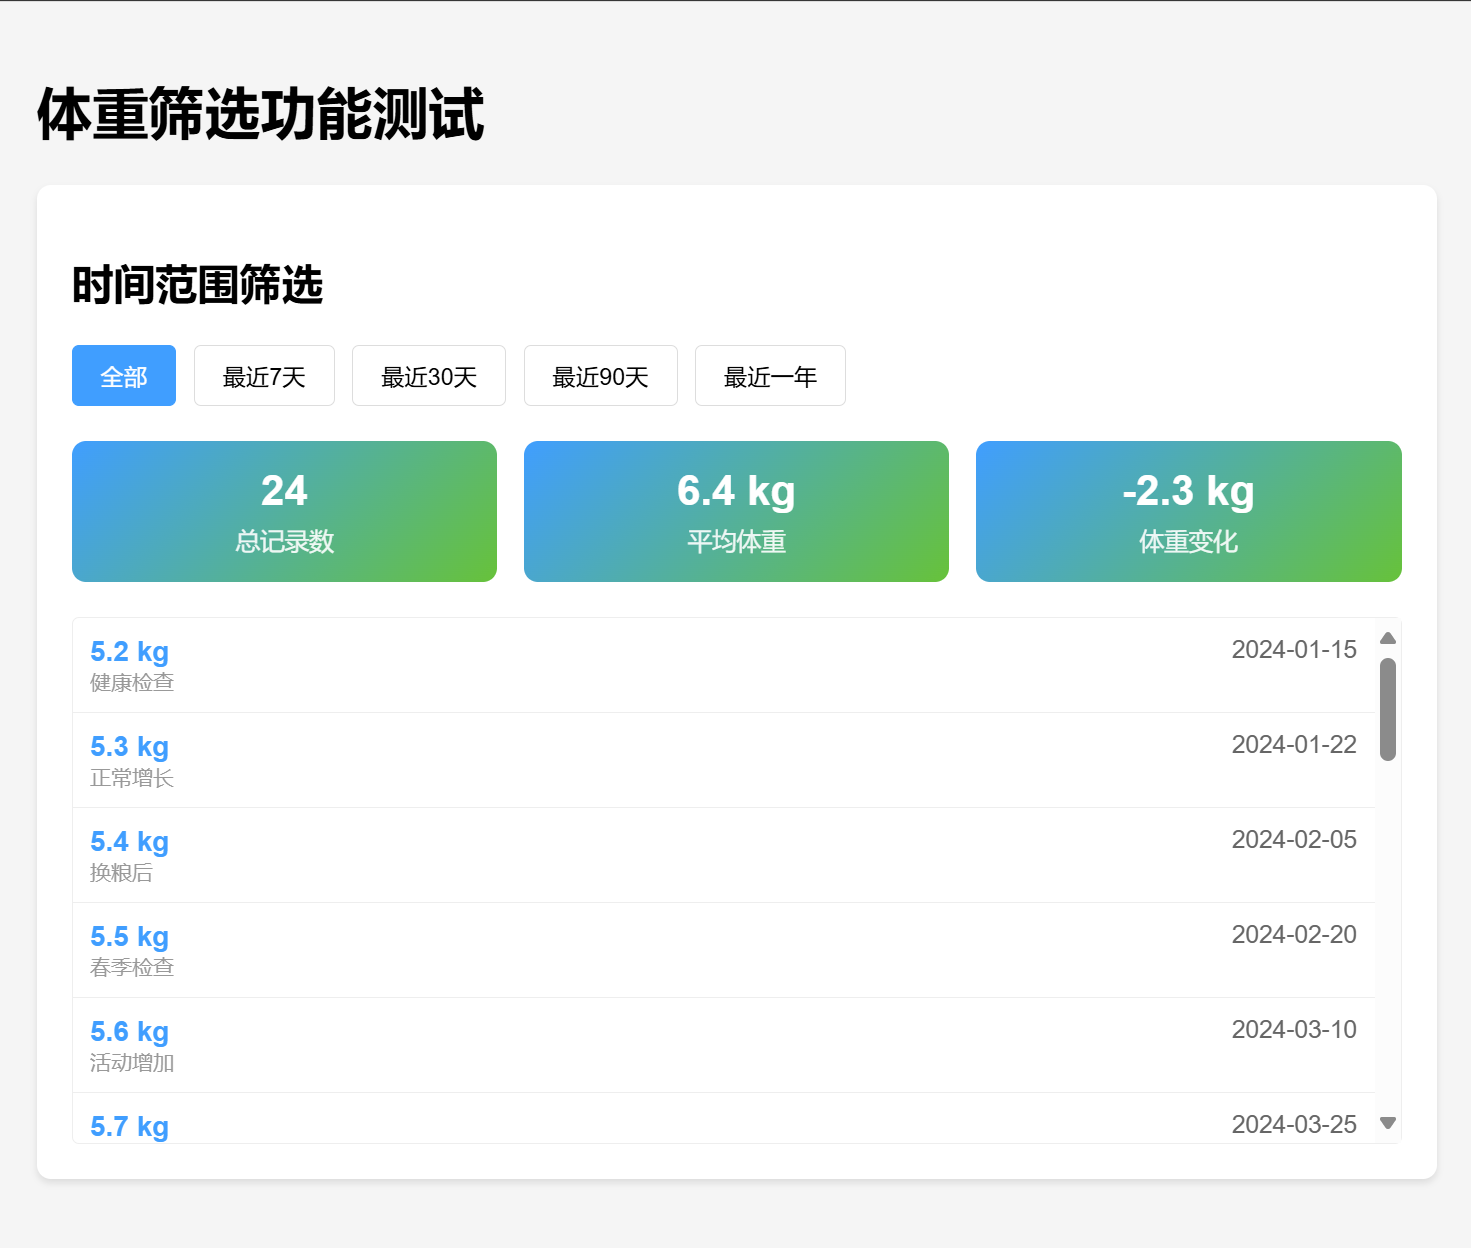 体重筛选功能测试
时间范围筛选
全部 最近7天 最近30天 最近90天 最近一年
24 6.4 kg -2.3 kg
总记录数 平均体重 体重变化
5.2 kg 2024-01-15
健康检查
5.3 kg 2024-01-22
正常增长
5.4 kg 2024-02-05
换粮后
5.5 kg 2024-02-20
春季检查
5.6 kg 2024-03-10
活动增加
5.7 kg 2024-03-25